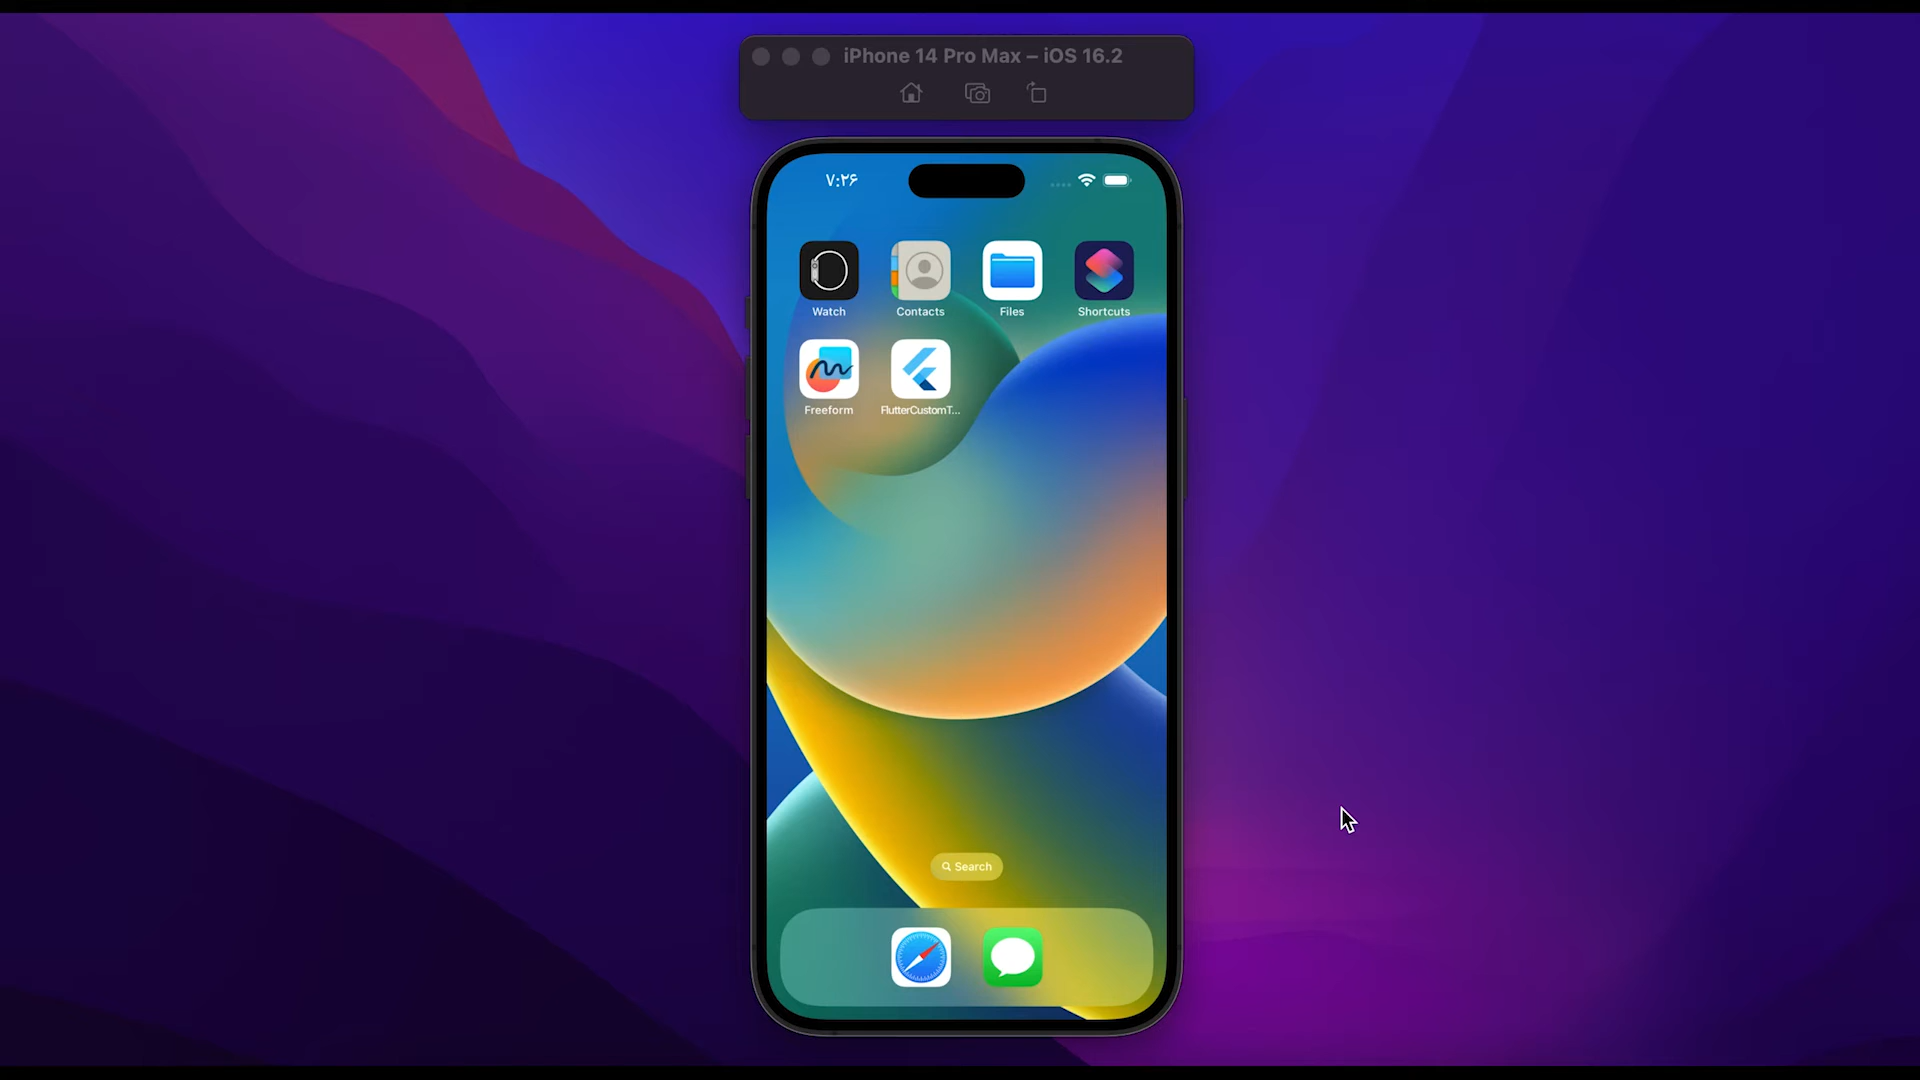 iPhone 14 Pro Max – iOS 16.2
۷:۲۶
Watch
Contacts
Files
Shortcuts
Freeform
FlutterCustomT...
Search